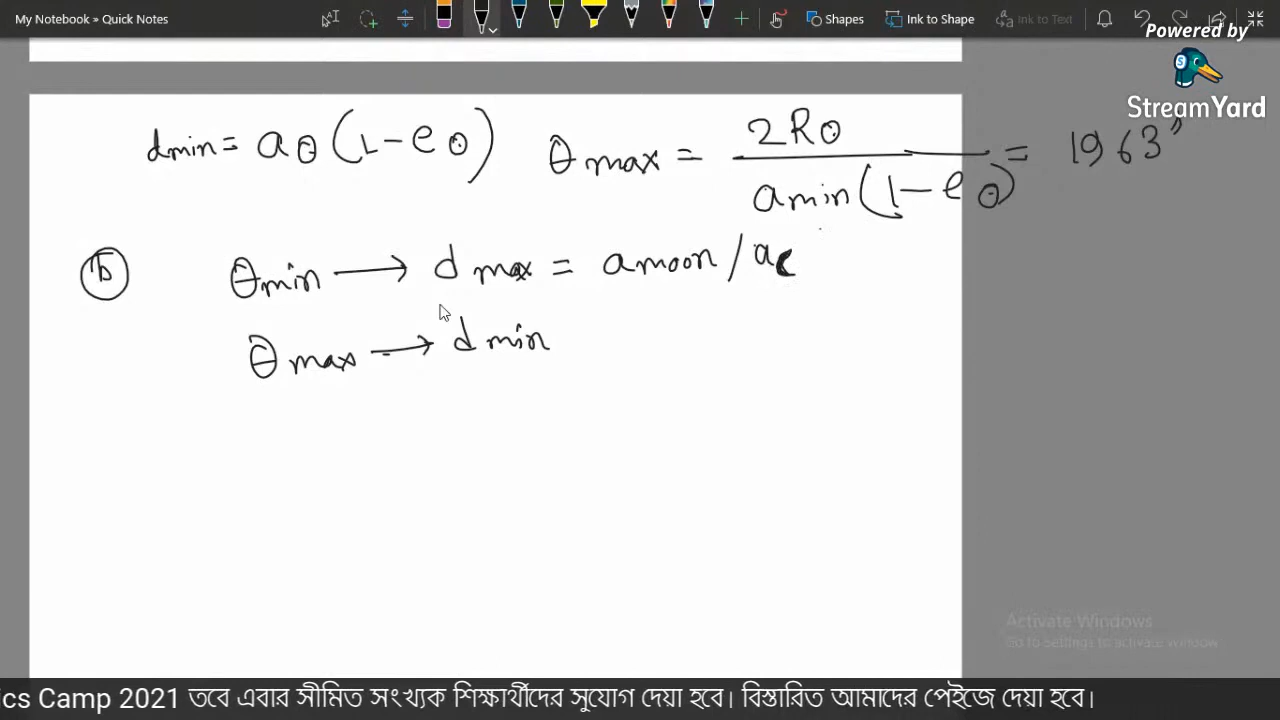 My Notebook » Quick Notes
Shapes
Ink to Shape
Ink to Text
Powered by
StreamYard
dmin = a⊙ (1 - e⊙) θmax = 2R⊙ / amin(1 - e⊙) = 1963"
ⓑ θmin → dmax = amoon / a☾
θmax → dmin
Activate Windows
Go to Settings to activate Windows
ics Camp 2021 তবে এবার সীমিত সংখ্যক শিক্ষার্থীদের সুযোগ দেয়া হবে। বিস্তারিত আমাদের পেইজে দেয়া হবে।